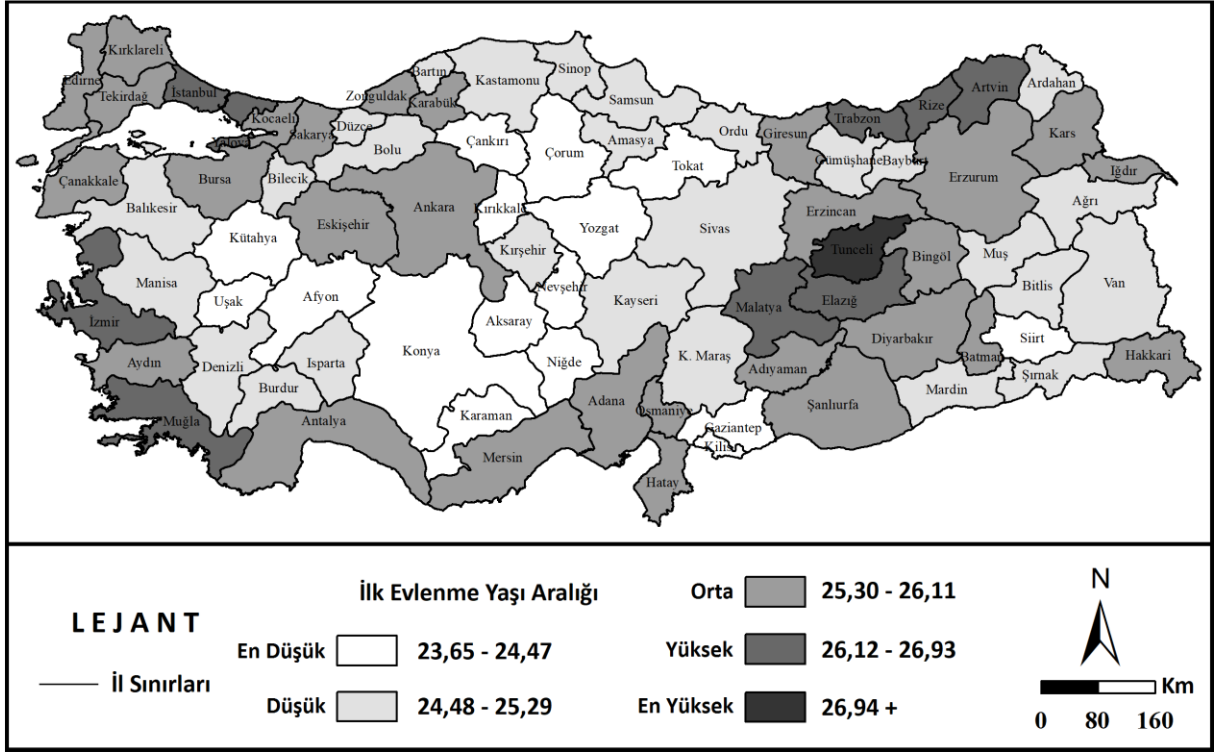 Kırklareli
Edirne
Tekirdağ
İstanbul
Kocaeli
Yalova
Sakarya
Düzce
Zonguldak
Bartın
Karabük
Kastamonu
Sinop
Samsun
Ordu
Giresun
Trabzon
Rize
Artvin
Ardahan
Kars
Iğdır
Çanakkale
Balıkesir
Bursa
Bilecik
Bolu
Çankırı
Çorum
Amasya
Tokat
Gümüşhane
Bayburt
Erzurum
Ağrı
Eskişehir
Ankara
Kırıkkale
Yozgat
Sivas
Erzincan
Tunceli
Bingöl
Muş
Kütahya
Kırşehir
Manisa
Uşak
Afyon
Nevşehir
Kayseri
Malatya
Elazığ
Bitlis
Van
İzmir
Aksaray
Konya
Niğde
K. Maraş
Diyarbakır
Batman
Siirt
Hakkari
Aydın
Denizli
Isparta
Burdur
Adıyaman
Mardin
Şırnak
Muğla
Antalya
Karaman
Mersin
Adana
Osmaniye
Gaziantep
Kilis
Şanlıurfa
Hatay
LEJANT
İl Sınırları
İlk Evlenme Yaşı Aralığı
En Düşük 23,65 - 24,47
Düşük 24,48 - 25,29
Orta 25,30 - 26,11
Yüksek 26,12 - 26,93
En Yüksek 26,94 +
N
Km
0 80 160